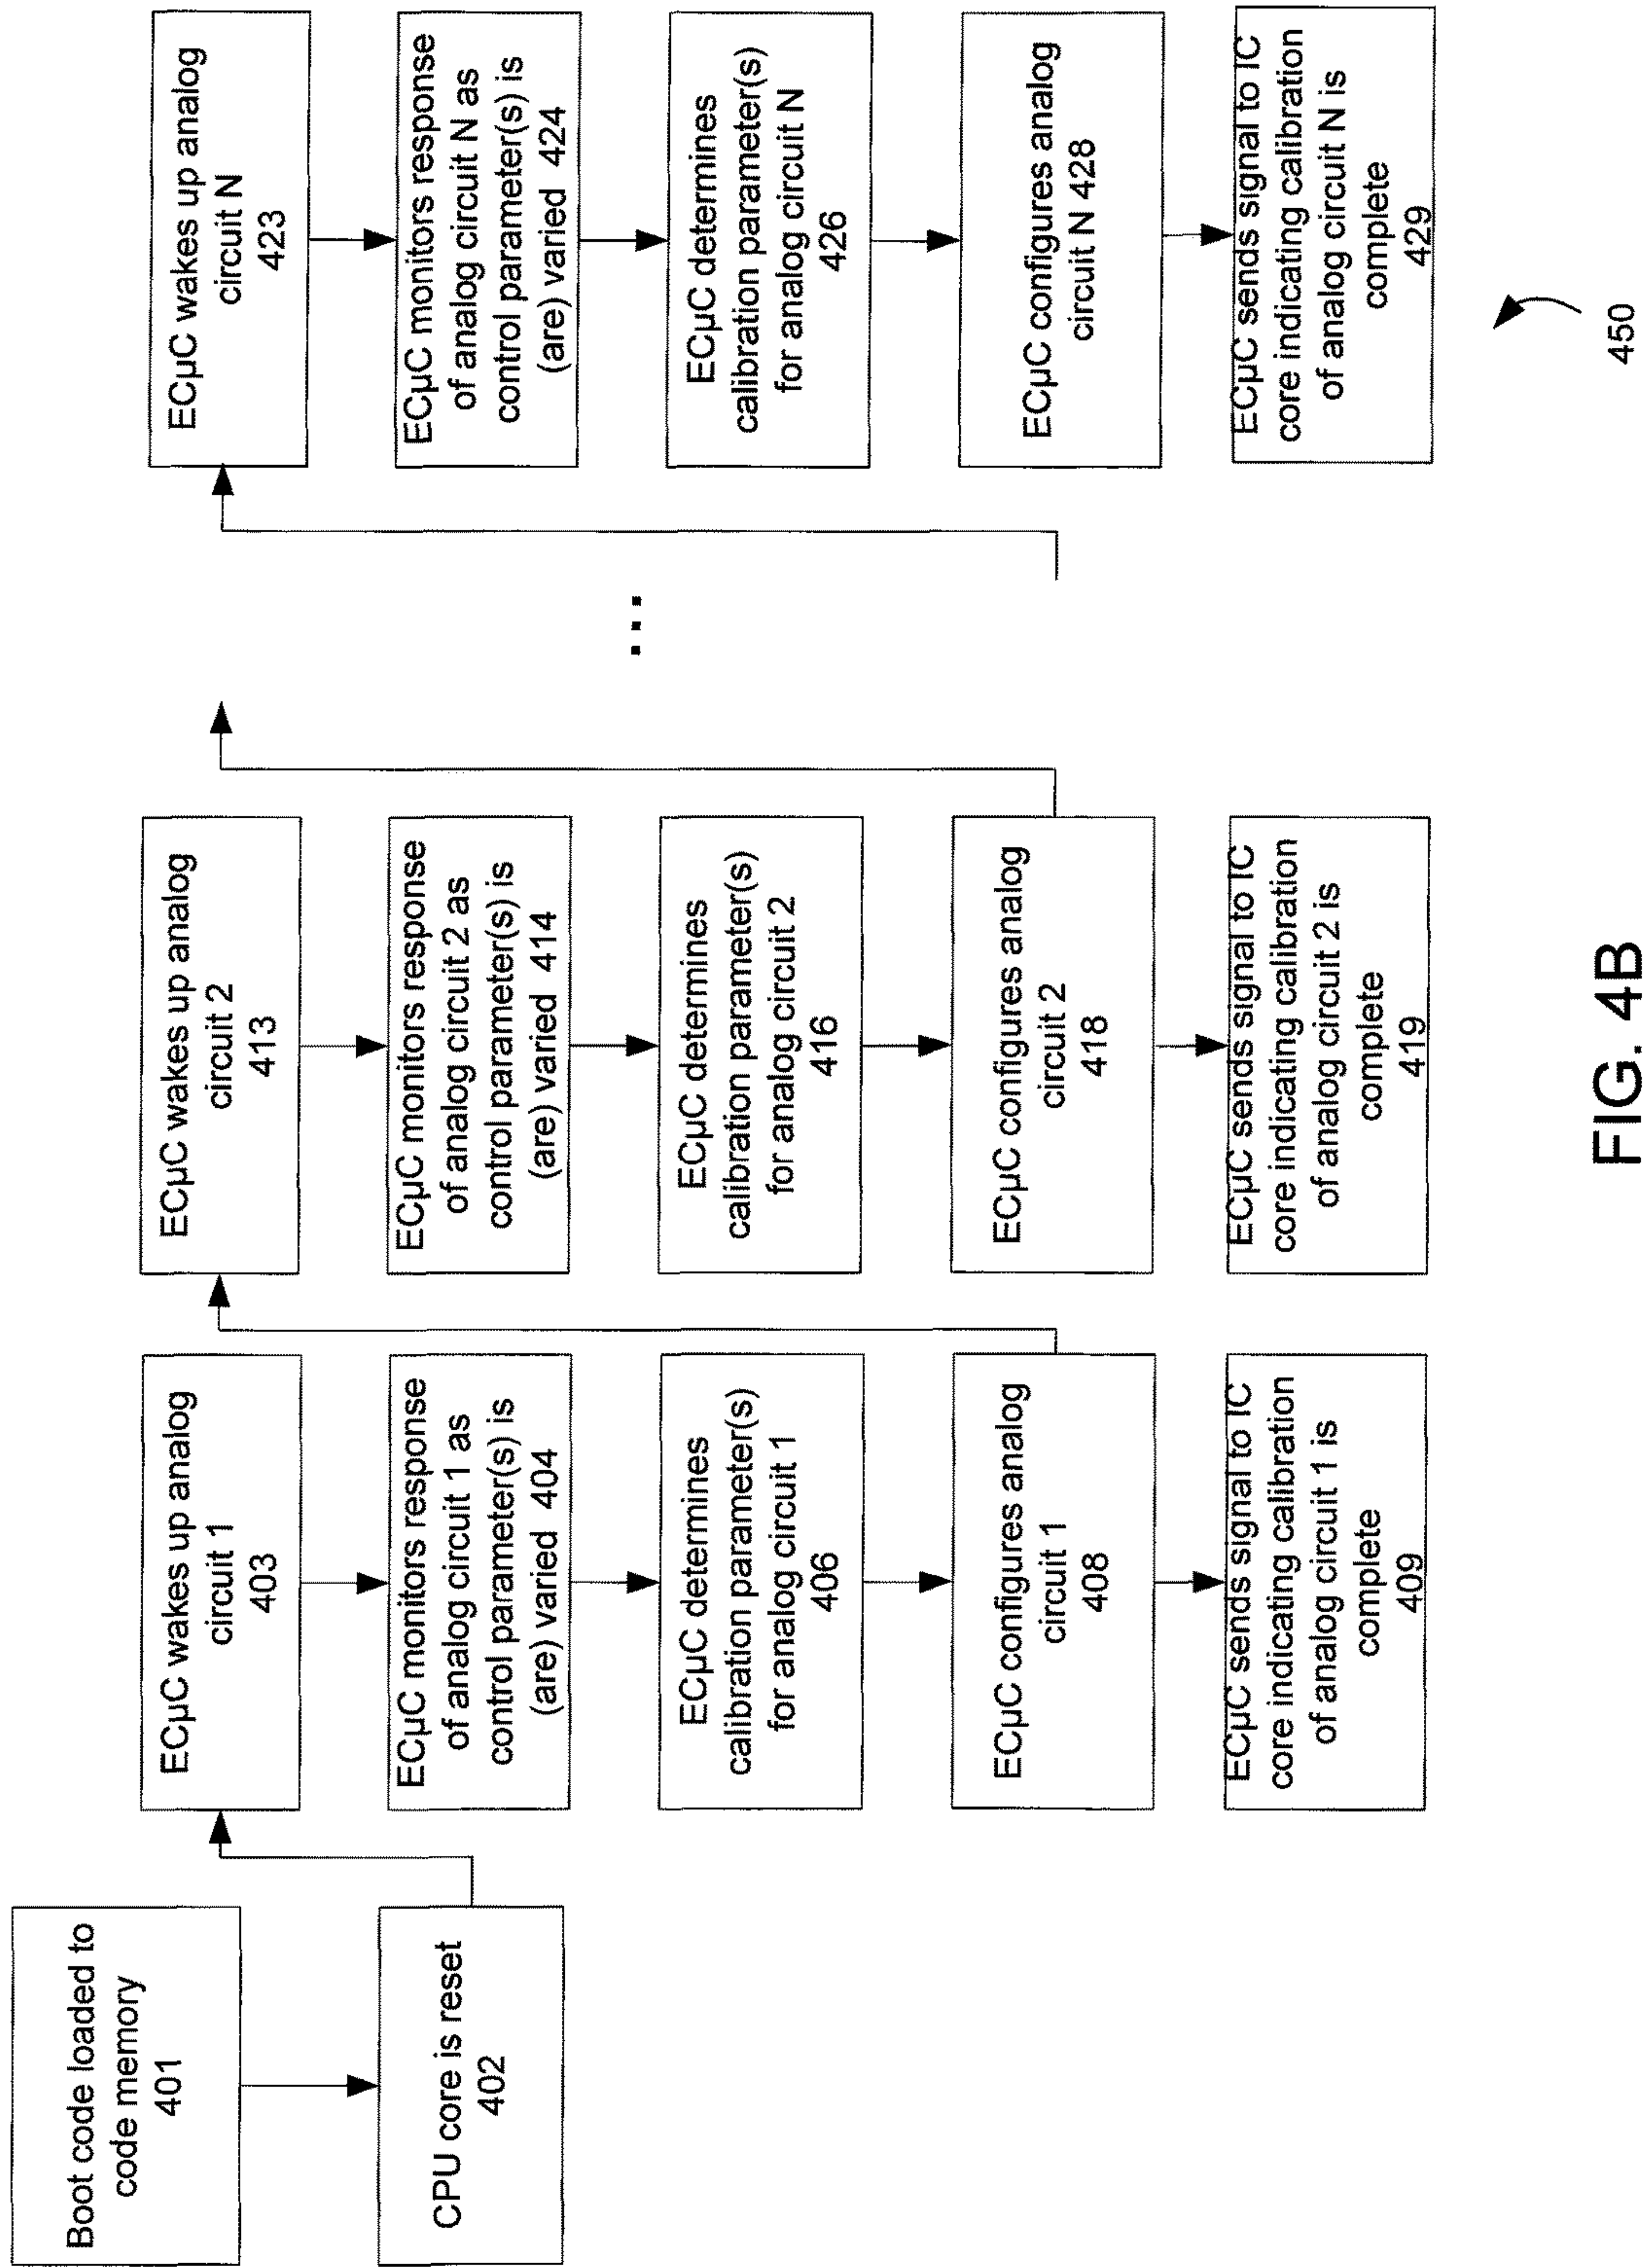 Boot code loaded to
code memory
401
CPU core is reset
402
ECµC wakes up analog
circuit 1
403
ECµC monitors response
of analog circuit 1 as
control parameter(s) is
(are) varied 404
ECµC determines
calibration parameter(s)
for analog circuit 1
406
ECµC configures analog
circuit 1
408
ECµC sends signal to IC
core indicating calibration
of analog circuit 1 is
complete
409
ECµC wakes up analog
circuit 2
413
ECµC monitors response
of analog circuit 2 as
control parameter(s) is
(are) varied 414
ECµC determines
calibration parameter(s)
for analog circuit 2
416
ECµC configures analog
circuit 2
418
ECµC sends signal to IC
core indicating calibration
of analog circuit 2 is
complete
419
...
ECµC wakes up analog
circuit N
423
ECµC monitors response
of analog circuit N as
control parameter(s) is
(are) varied 424
ECµC determines
calibration parameter(s)
for analog circuit N
426
ECµC configures analog
circuit N 428
ECµC sends signal to IC
core indicating calibration
of analog circuit N is
complete
429
450
FIG. 4B